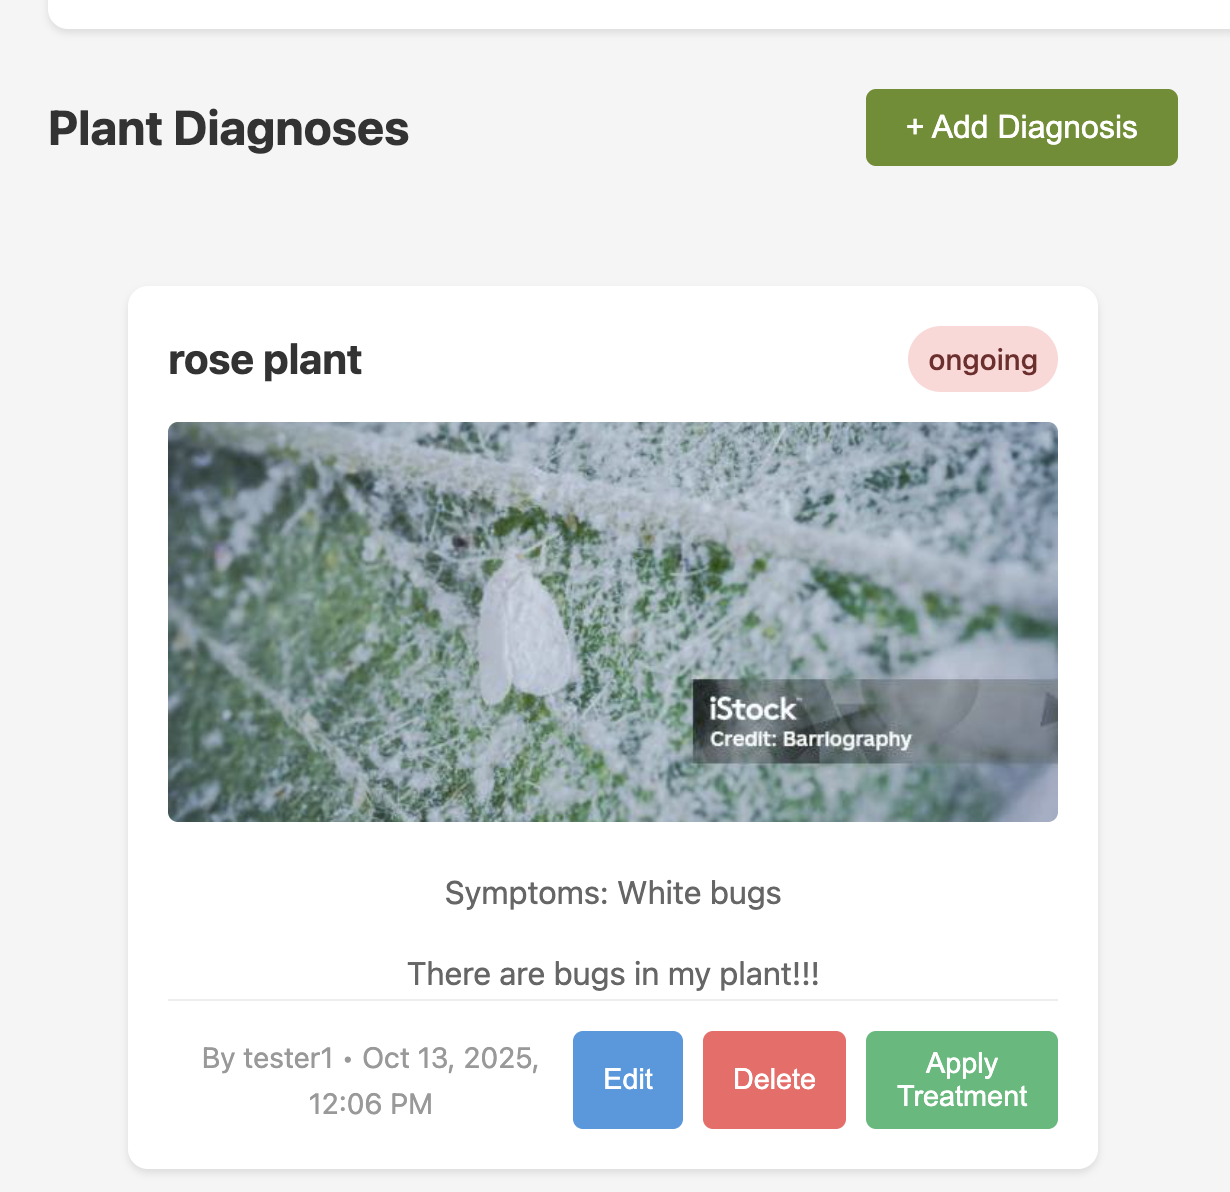 Plant Diagnoses
+ Add Diagnosis
rose plant
ongoing
iStock™
Credit: Barriography
Symptoms: White bugs
There are bugs in my plant!!!
By tester1 • Oct 13, 2025,
12:06 PM
Edit
Delete
Apply
Treatment